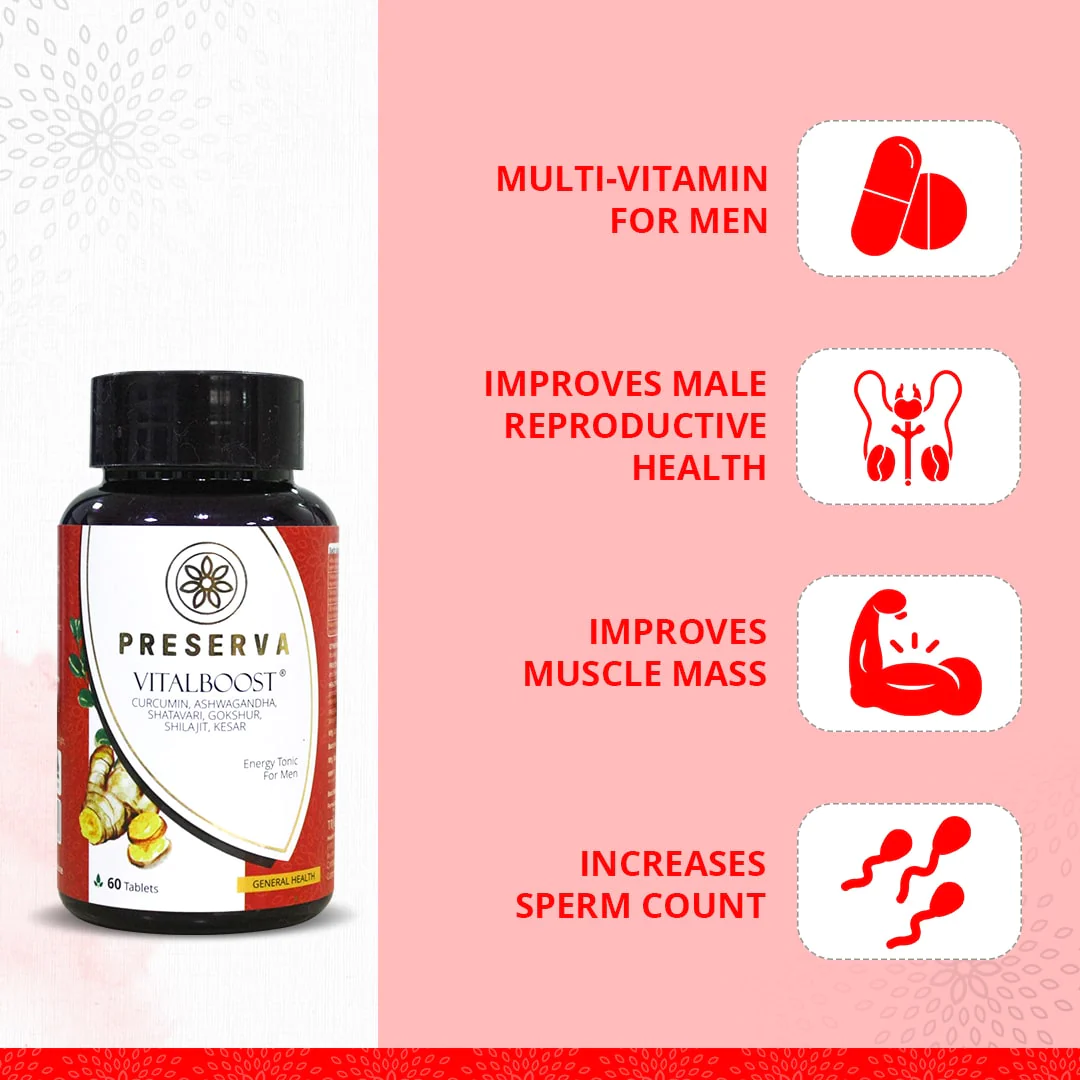 MULTI-VITAMIN
FOR MEN
IMPROVES MALE
REPRODUCTIVE
HEALTH
IMPROVES
MUSCLE MASS
INCREASES
SPERM COUNT
PRESERVA
VITALBOOST®
CURCUMIN, ASHWAGANDHA,
SHATAVARI, GOKSHUR,
SHILAJIT, KESAR
Energy Tonic
For Men
60 Tablets
GENERAL HEALTH